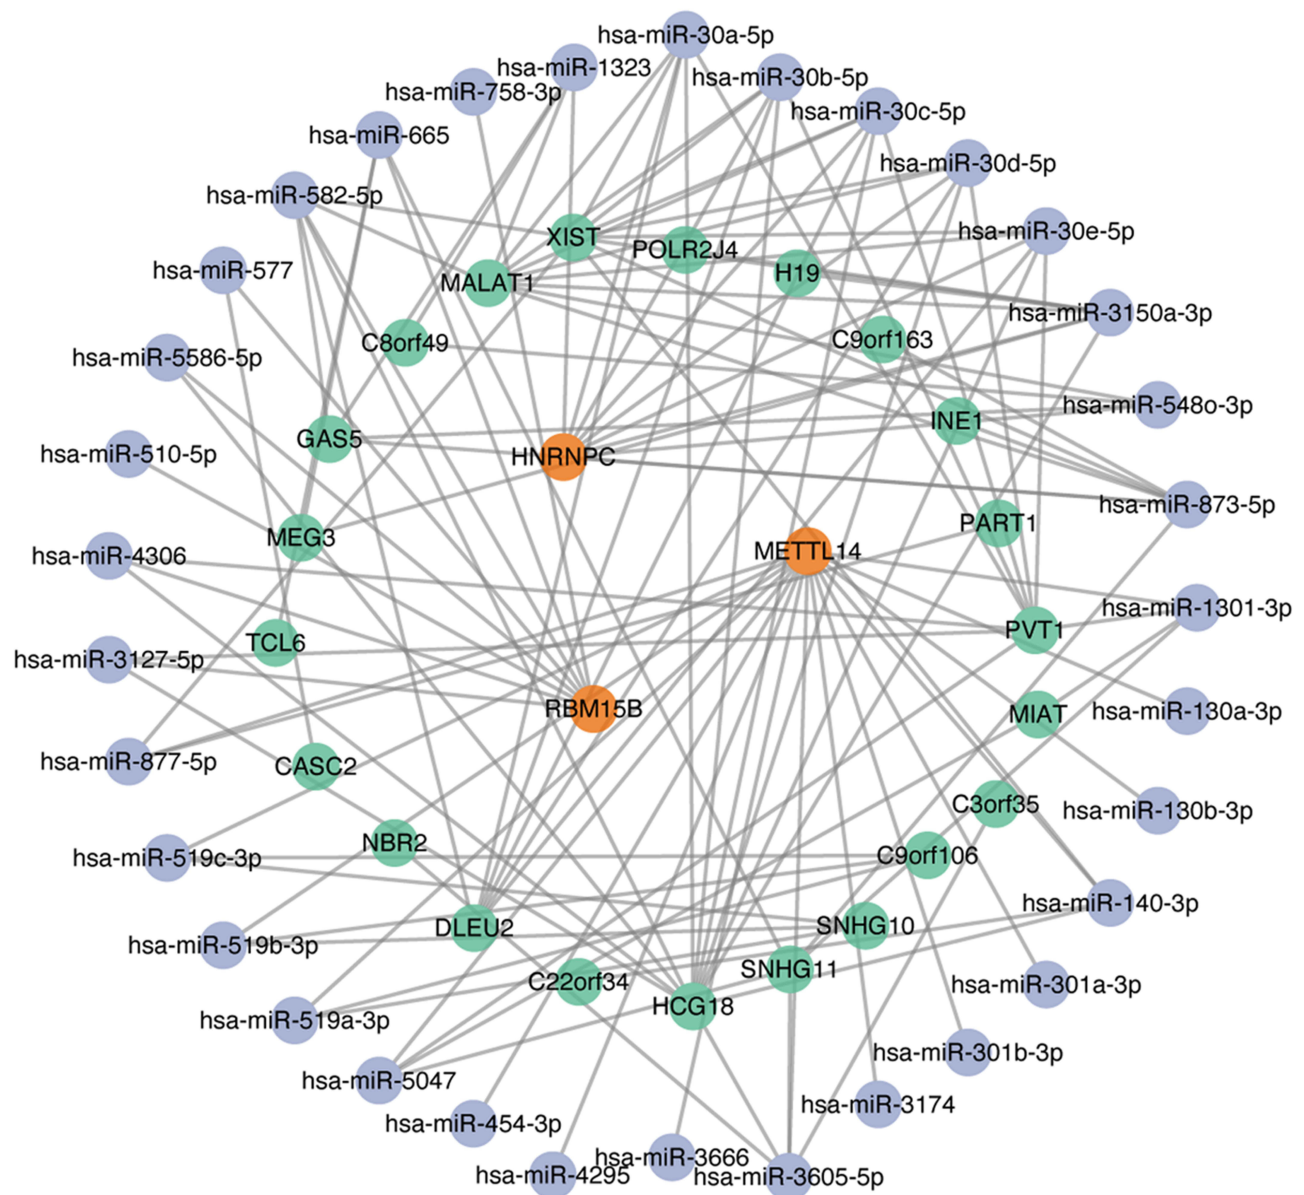 hsa-miR-30a-5p
hsa-miR-1323
hsa-miR-30b-5p
hsa-miR-758-3p
hsa-miR-30c-5p
hsa-miR-665
hsa-miR-30d-5p
hsa-miR-582-5p
hsa-miR-30e-5p
XIST
POLR2J4
hsa-miR-577
H19
MALAT1
hsa-miR-3150a-3p
C9orf163
C8orf49
hsa-miR-5586-5p
hsa-miR-548o-3p
INE1
GAS5
hsa-miR-510-5p
HNRNPC
hsa-miR-873-5p
PART1
MEG3
METTL14
hsa-miR-4306
hsa-miR-1301-3p
PVT1
TCL6
hsa-miR-3127-5p
RBM15B
hsa-miR-130a-3p
MIAT
hsa-miR-877-5p
CASC2
C3orf35
hsa-miR-130b-3p
NBR2
hsa-miR-519c-3p
C9orf106
hsa-miR-140-3p
SNHG10
DLEU2
hsa-miR-519b-3p
SNHG11
C22orf34
hsa-miR-301a-3p
HCG18
hsa-miR-519a-3p
hsa-miR-301b-3p
hsa-miR-5047
hsa-miR-3174
hsa-miR-454-3p
hsa-miR-3666
hsa-miR-4295
hsa-miR-3605-5p